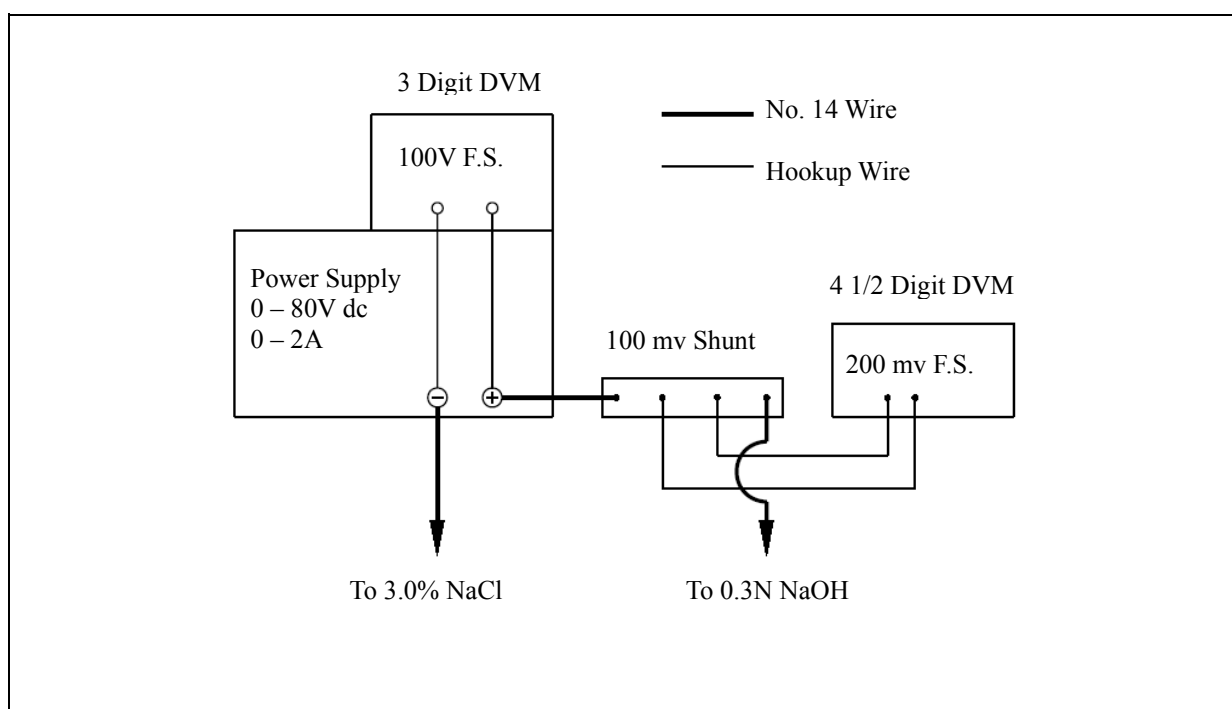 3 Digit DVM
100V F.S.
No. 14 Wire
Hookup Wire
Power Supply
0 – 80V dc
0 – 2A
− +
100 mv Shunt
4 1/2 Digit DVM
200 mv F.S.
To 3.0% NaCl
To 0.3N NaOH